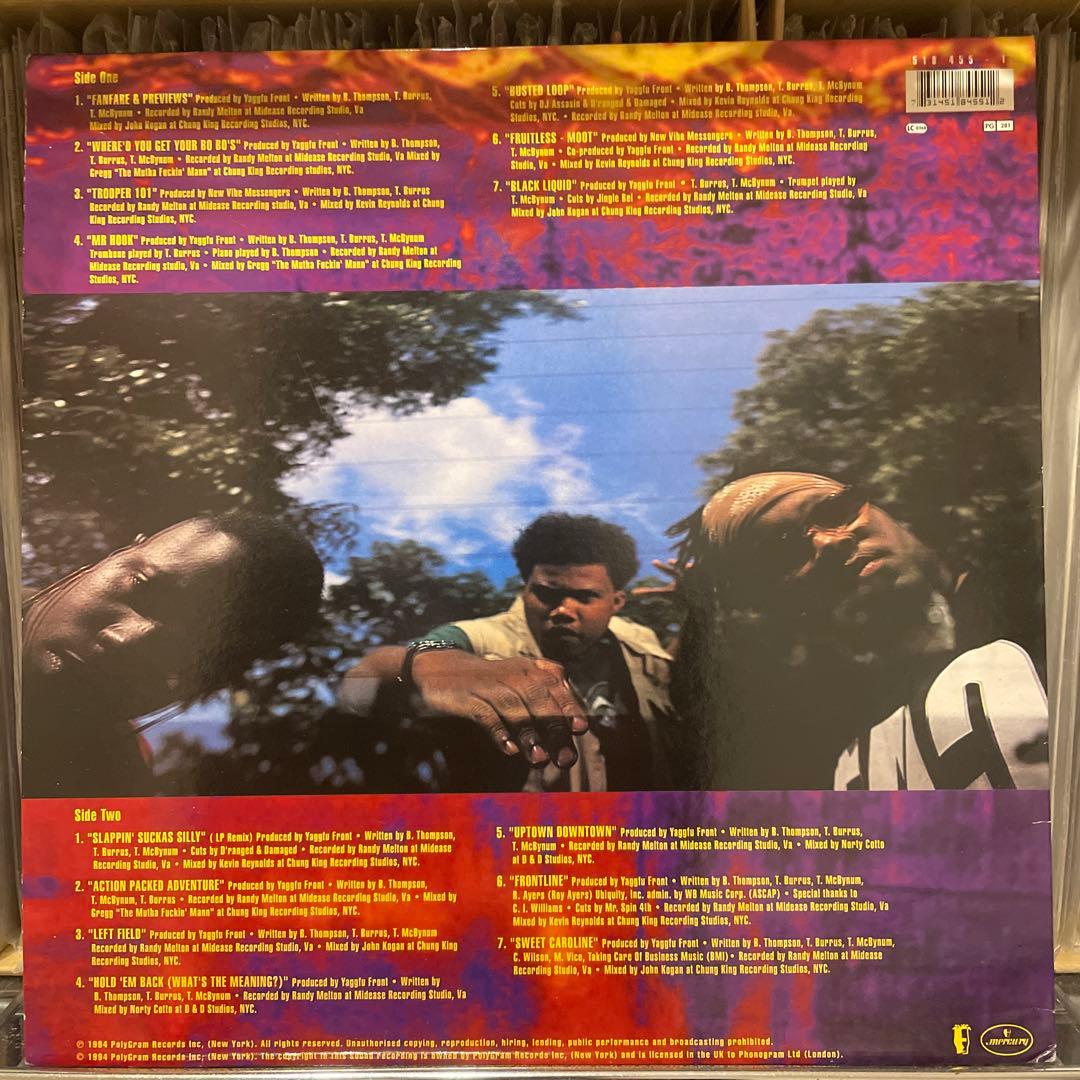 Side One
1. "FANFARE & PREVIEWS" Produced by Yaggfu Front • Written by B. Thompson, T. Burrus,
T. McBynum • Recorded by Randy Melton at Midease Recording Studio, Va
Mixed by John Kogan at Chung King Recording Studios, NYC.
2. "WHERE'D YOU GET YOUR BO BO'S" Produced by Yaggfu Front • Written by B. Thompson,
T. Burrus, T. McBynum • Recorded by Randy Melton at Midease Recording Studio, Va Mixed by
Gregg "The Mutha Fuckin' Mann" at Chung King Recording studios, NYC.
3. "TROOPER 101" Produced by New Vibe Messengers • Written by B. Thompson, T. Burrus
Recorded by Randy Melton at Midease Recording studio, Va • Mixed by Kevin Reynolds at Chung
King Recording Studios, NYC.
4. "MR HOOK" Produced by Yaggfu Front • Written by B. Thompson, T. Burrus, T. McBynum
Trombone played by T. Burrus • Piano played by B. Thompson • Recorded by Randy Melton at
Midease Recording studio, Va • Mixed by Gregg "The Mutha Fuckin' Mann" at Chung King Recording
Studios, NYC.
5. "BUSTED LOOP" Produced by Yaggfu Front • Written by B. Thompson, T. Burrus, T. McBynum
Cuts by DJ Assasin & D'ranged & Damaged • Mixed by Kevin Reynolds at Chung King Recording
Studios, NYC. • Recorded by Randy Melton at Midease Recording Studio, Va.
6. "FRUITLESS - MOOT" Produced by New Vibe Messengers • Written by B. Thompson, T. Burrus,
T. McBynum • Co-produced by Yaggfu Front • Recorded by Randy Melton at Midease Recording
Studio, Va • Mixed by Kevin Reynolds at Chung King Recording studios, NYC.
7. "BLACK LIQUID" Produced by Yaggfu Front • T. Burrus, T. McBynum • Trumpet played by
T. McBynum • Cuts by Jingle Bel • Recorded by Randy Melton at Midease Recording Studio, Va
Mixed by John Kogan at Chung King Recording Studio, NYC.
518 455 - 1
7 31451 84551 2
LC 0268
PG 203
Side Two
1. "SLAPPIN' SUCKAS SILLY" ( LP Remix) Produced by Yaggfu Front • Written by B. Thompson,
T. Burrus, T. McBynum • Cuts by D'ranged & Damaged • Recorded by Randy Melton at Midease
Recording Studio, Va • Mixed by Kevin Reynolds at Chung King Recording Studios, NYC.
2. "ACTION PACKED ADVENTURE" Produced by Yaggfu Front • Written by B. Thompson,
T. McBynum, T. Burrus • Recorded by Randy Melton at Midease Recording Studio, Va • Mixed by
Gregg "The Mutha Fuckin' Mann" at Chung King Recording Studios, NYC.
3. "LEFT FIELD" Produced by Yaggfu Front • Written by B. Thompson, T. Burrus, T. McBynum
Recorded by Randy Melton at Midease Recording Studio, Va • Mixed by John Kogan at Chung King
Recording Studios, NYC.
4. "HOLD 'EM BACK (WHAT'S THE MEANING?)" Produced by Yaggfu Front • Written by
B. Thompson, T. Burrus, T. McBynum • Recorded by Randy Melton at Midease Recording Studio, Va
Mixed by Norty Cotto at D & D Studios, NYC.
5. "UPTOWN DOWNTOWN" Produced by Yaggfu Front • Written by B. Thompson, T. Burrus,
T. McBynum • Recorded by Randy Melton at Midease Recording Studio, Va • Mixed by Norty Cotto
at D & D Studios, NYC.
6. "FRONTLINE" Produced by Yaggfu Front • Written by B. Thompson, T. Burrus, T. McBynum,
R. Ayers (Roy Ayers) Ubiquity, Inc. admin. by WB Music Corp. (ASCAP) • Special thanks to
C. I. Williams • Cuts by Mr. Spin 4th • Recorded by Randy Melton at Midease Recording Studio, Va
Mixed by Kevin Reynolds at Chung King Recording Studios, NYC.
7. "SWEET CAROLINE" Produced by Yaggfu Front • Written by B. Thompson, T. Burrus, T. McBynum,
C. Wilson, M. Vice, Taking Care Of Business Music (BMI) • Recorded by Randy Melton at Midease
Recording Studio, Va • Mixed by John Kogan at Chung King Recording Studios, NYC.
℗ 1994 PolyGram Records Inc, (New York). All rights reserved. Unauthorised copying, reproduction, hiring, lending, public performance and broadcasting prohibited.
© 1994 PolyGram Records Inc, (New York). The copyright in this sound recording is owned by PolyGram Records Inc, (New York) and is licensed in the UK to Phonogram Ltd (London).
mercury